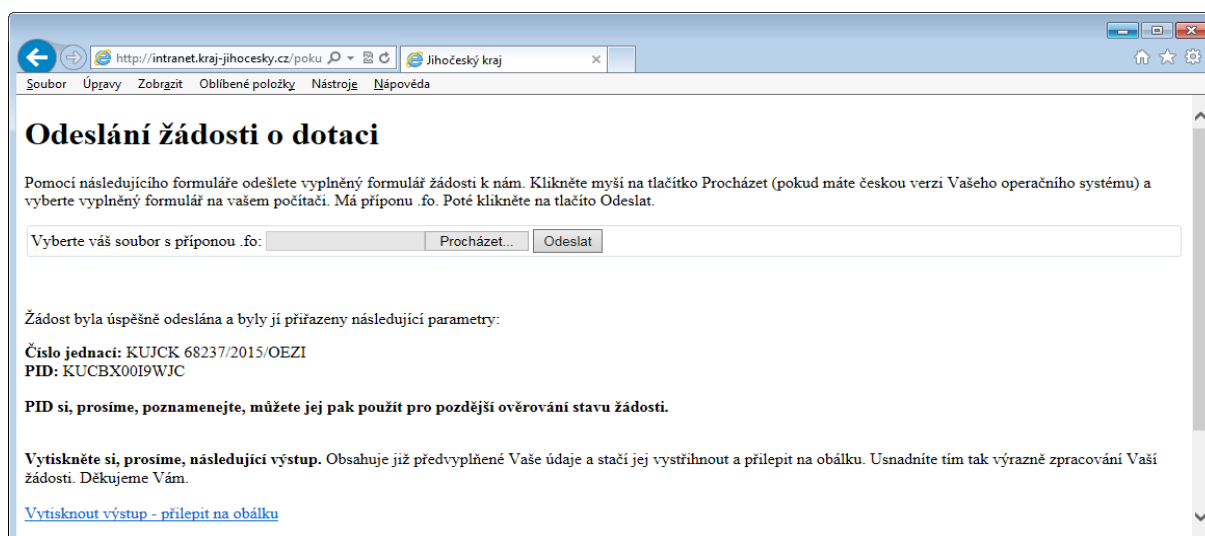 http://intranet.kraj-jihocesky.cz/poku
Jihočeský kraj
Soubor Úpravy Zobrazit Oblíbené položky Nástroje Nápověda
Odeslání žádosti o dotaci
Pomocí následujícího formuláře odešlete vyplněný formulář žádosti k nám. Klikněte myší na tlačítko Procházet (pokud máte českou verzi Vašeho operačního systému) a
vyberte vyplněný formulář na vašem počítači. Má příponu .fo. Poté klikněte na tlačíto Odeslat.
Vyberte váš soubor s příponou .fo: Procházet... Odeslat
Žádost byla úspěšně odeslána a byly jí přiřazeny následující parametry:
Číslo jednací: KUJCK 68237/2015/OEZI
PID: KUCBX00I9WJC
PID si, prosíme, poznamenejte, můžete jej pak použít pro pozdější ověřování stavu žádosti.
Vytiskněte si, prosíme, následující výstup. Obsahuje již předvyplňené Vaše údaje a stačí jej vystřihnout a přilepit na obálku. Usnadníte tím tak výrazně zpracování Vaší
žádosti. Děkujeme Vám.
Vytisknout výstup - přilepit na obálku